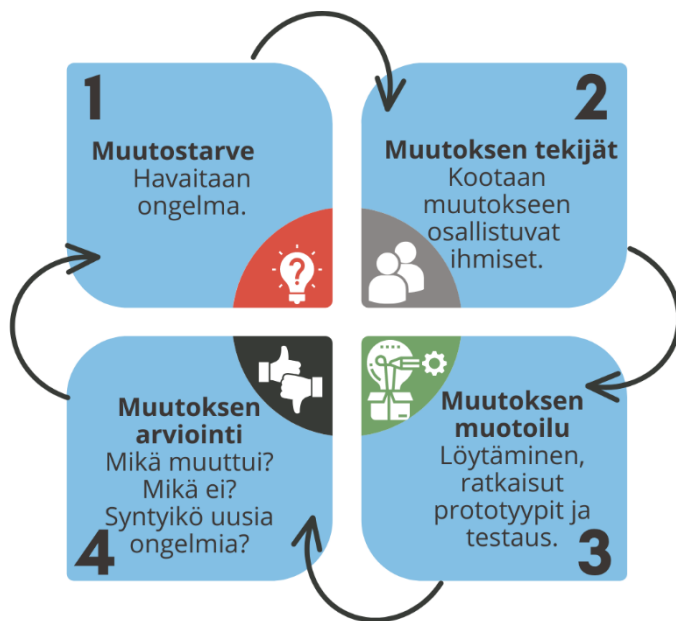 1
Muutostarve
Havaitaan
ongelma.
2
Muutoksen tekijät
Kootaan
muutokseen
osallistuvat
ihmiset.
?
Muutoksen
muotoilu
Löytäminen,
ratkaisut
prototyypit ja
testaus.
3
Muutoksen
arviointi
Mikä muuttui?
Mikä ei?
Syntyikö uusia
ongelmia?
4